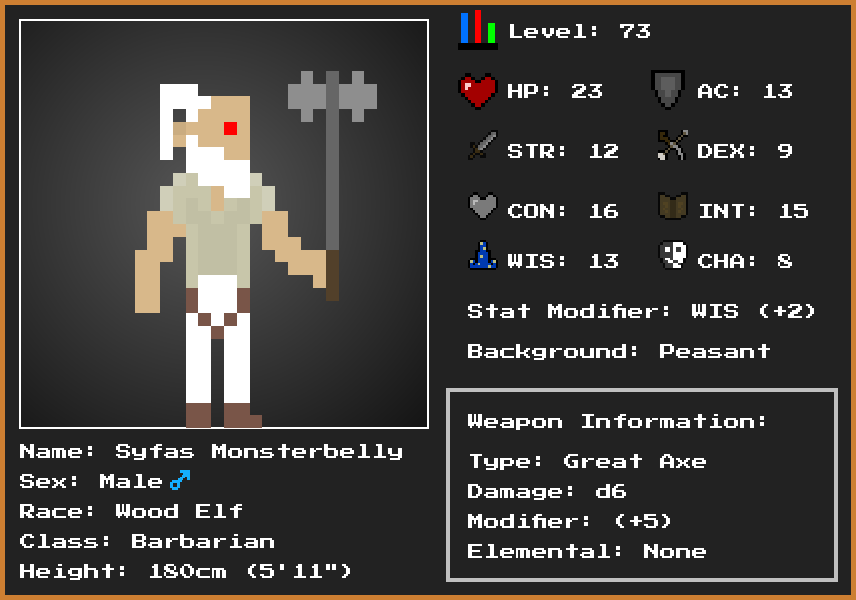 Level: 73
HP: 23
AC: 13
STR: 12
DEX: 9
CON: 16
INT: 15
WIS: 13
CHA: 8
Stat Modifier: WIS (+2)
Background: Peasant
Weapon Information:
Type: Great Axe
Damage: d6
Modifier: (+5)
Elemental: None
Name: Syfas Monsterbelly
Sex: Male♂
Race: Wood Elf
Class: Barbarian
Height: 180cm (5'11")